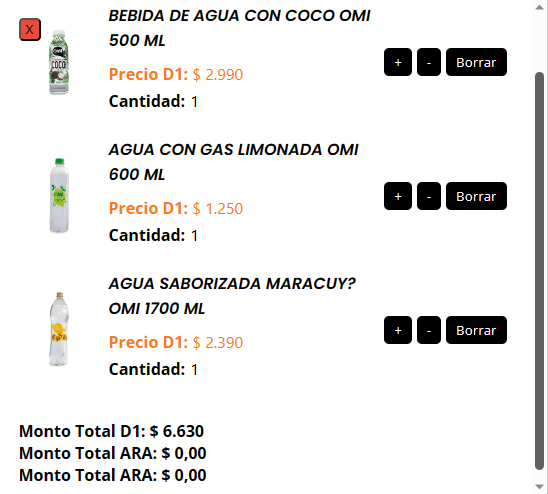 X
BEBIDA DE AGUA CON COCO OMI
500 ML
Precio D1: $ 2.990
Cantidad: 1
+ - Borrar
COCO
AGUA CON GAS LIMONADA OMI
600 ML
Precio D1: $ 1.250
Cantidad: 1
+ - Borrar
AGUA SABORIZADA MARACUY?
OMI 1700 ML
Precio D1: $ 2.390
Cantidad: 1
+ - Borrar
Monto Total D1: $ 6.630
Monto Total ARA: $ 0,00
Monto Total ARA: $ 0,00